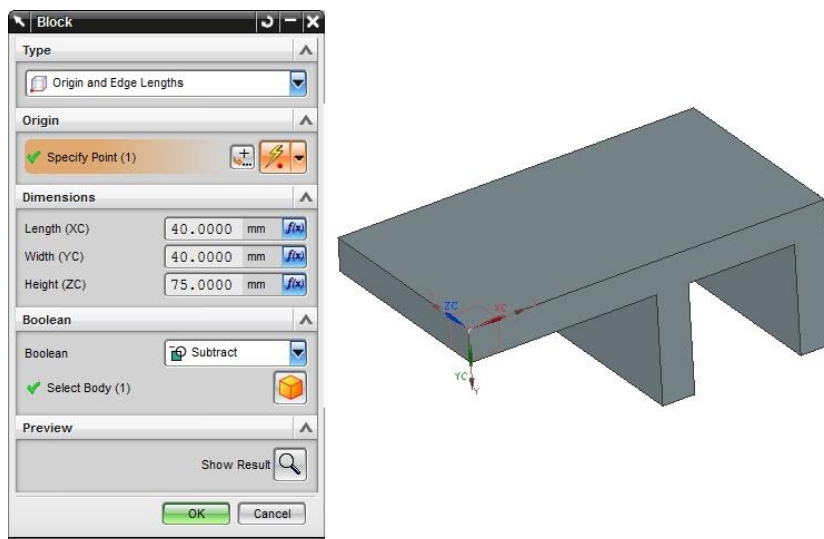 Block
Type
Origin and Edge Lengths
Origin
Specify Point (1)
Dimensions
Length (XC) 40.0000 mm f(x)
Width (YC) 40.0000 mm f(x)
Height (ZC) 75.0000 mm f(x)
Boolean
Boolean Subtract
Select Body (1)
Preview
Show Result
OK Cancel
ZC XC
YC
Y